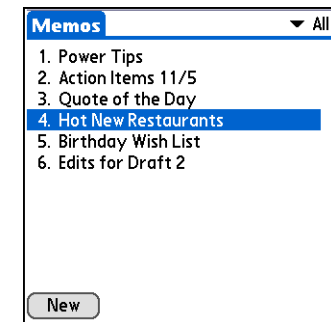 Memos
All
1. Power Tips
2. Action Items 11/5
3. Quote of the Day
4. Hot New Restaurants
5. Birthday Wish List
6. Edits for Draft 2
New